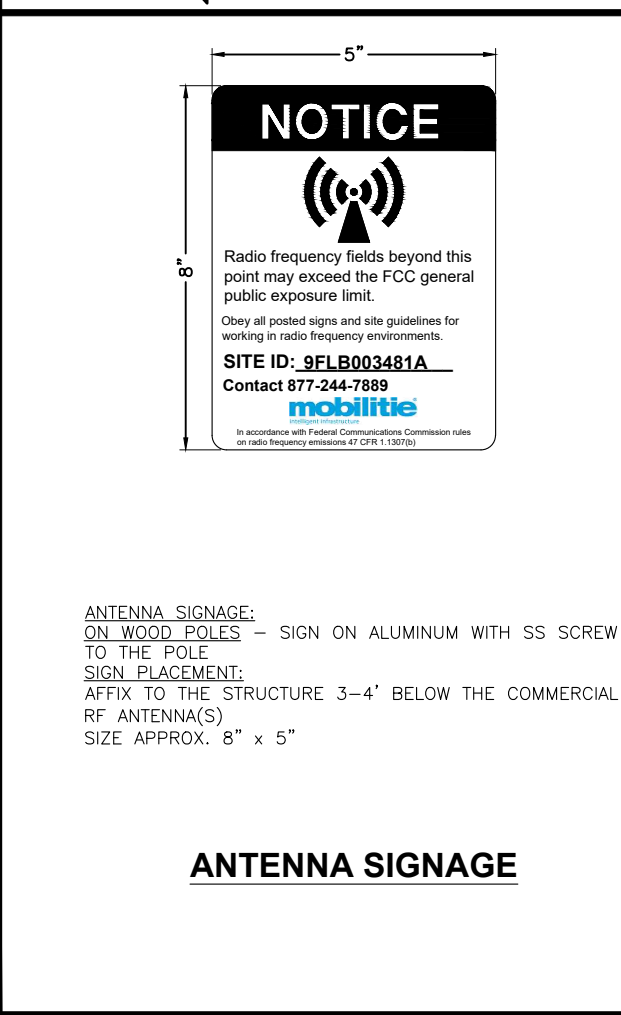 5"
8"
NOTICE
Radio frequency fields beyond this
point may exceed the FCC general
public exposure limit.
Obey all posted signs and site guidelines for
working in radio frequency environments.
SITE ID: 9FLB003481A
Contact 877-244-7889
mobilitie
intelligent infrastructure
In accordance with Federal Communications Commission rules
on radio frequency emissions 47 CFR 1.1307(b)
ANTENNA SIGNAGE:
ON WOOD POLES – SIGN ON ALUMINUM WITH SS SCREW
TO THE POLE
SIGN PLACEMENT:
AFFIX TO THE STRUCTURE 3–4' BELOW THE COMMERCIAL
RF ANTENNA(S)
SIZE APPROX. 8" x 5"
ANTENNA SIGNAGE